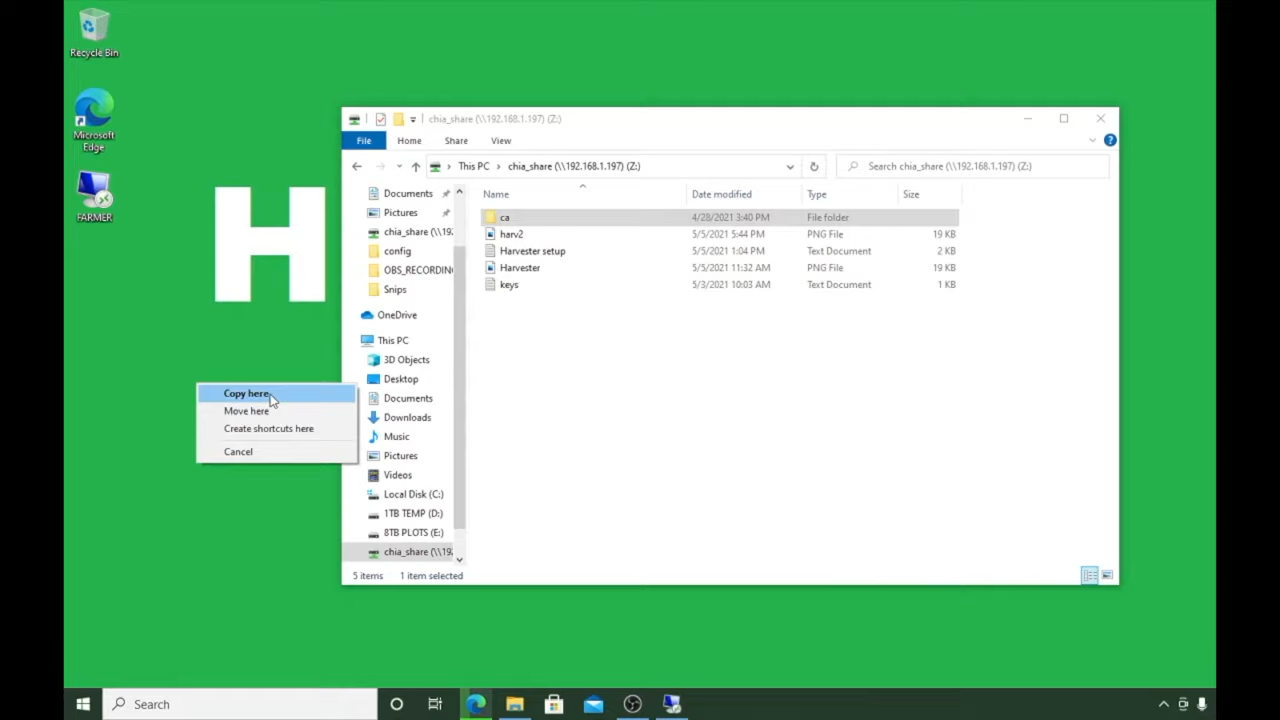 Recycle Bin
Microsoft
Edge
FARMER
H
chia_share (\\192.168.1.197) (Z:)
File
Home
Share
View
This PC
chia_share (\\192.168.1.197) (Z:)
Search chia_share (\\192.168.1.197) (Z:)
Documents
Pictures
chia_share (\\192
config
OBS_RECORDIN
Snips
OneDrive
This PC
3D Objects
Desktop
Documents
Downloads
Music
Pictures
Videos
Local Disk (C:)
1TB TEMP (D:)
8TB PLOTS (E:)
chia_share (\\192
Name Date modified Type Size
ca 4/28/2021 3:40 PM File folder
harv2 5/5/2021 5:44 PM PNG File 19 KB
Harvester setup 5/5/2021 1:04 PM Text Document 2 KB
Harvester 5/5/2021 11:32 AM PNG File 19 KB
keys 5/3/2021 10:03 AM Text Document 1 KB
Copy here
Move here
Create shortcuts here
Cancel
5 items 1 item selected
Search